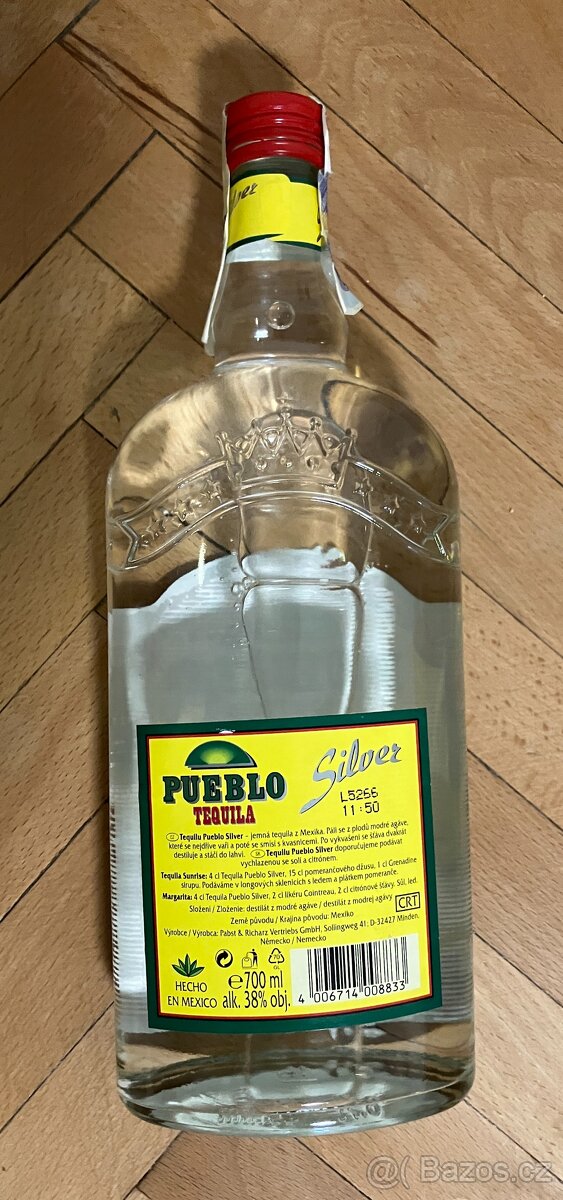 PUEBLO
TEQUILA
Silver
L5266
11:50
CZ Tequilu Pueblo Silver – jemná tequila z Mexika. Pálí se z plodů modré agáve,
které se nejdříve vaří a poté se smísí s kvasnicemi. Po vykvašení se šťáva dvakrát
destiluje a stáčí do lahví. SK Tequilu Pueblo Silver doporučujeme podávat
vychlazenou se solí a citrónem.
Tequila Sunrise: 4 cl Tequila Pueblo Silver, 15 cl pomerančového džusu, 1 cl Grenadine
sirupu. Podáváme v longových sklenicích s ledem a plátkem pomeranče.
Margarita: 4 cl Tequila Pueblo Silver, 2 cl likéru Cointreau, 2 cl citrónové šťávy. Sůl, led.
Složení / Zloženie: destilát z modré agáve / destilát z modrej agávy
Země původu / Krajina pôvodu: Mexiko
CRT
Výrobce / Výrobca: Pabst & Richarz Vertriebs GmbH, Solingweg 41; D-32427 Minden.
Německo / Nemecko
HECHO
EN MEXICO
70
GL
e 700 ml
alk. 38% obj.
4 006714 008833
@( Bazos.cz